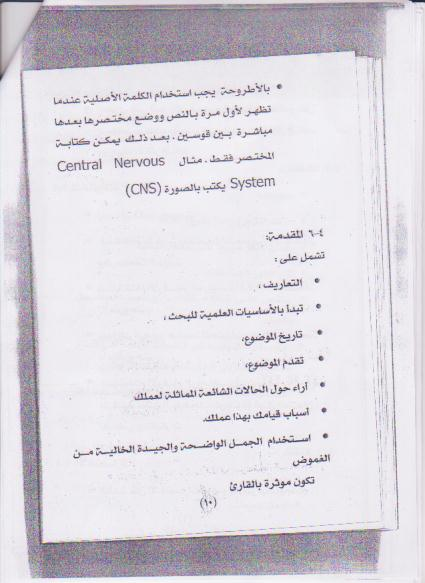 • بالأطروحة يجب استخدام الكلمة الأصلية عندما
تظهر لأول مرة بالنص ووضع مختصرها بعدها
مباشرة بين قوسين . بعد ذلك يمكن كتابة
المختصر فقط . مثال Central Nervous
System يكتب بالصورة (CNS)
٦-٤ المقدمة:
تشمل على :
• التعاريف ،
• تبدأ بالأساسيات العلمية للبحث ،
• تاريخ الموضوع،
• تقدم الموضوع،
• أراء حول الحالات الشائعة المماثلة لعملك
• أسباب قيامك بهذا عملك.
• استخدام الجمل الواضحة والجيدة الخالية من
الغموض
تكون موثرة بالقارئ
(١٠)